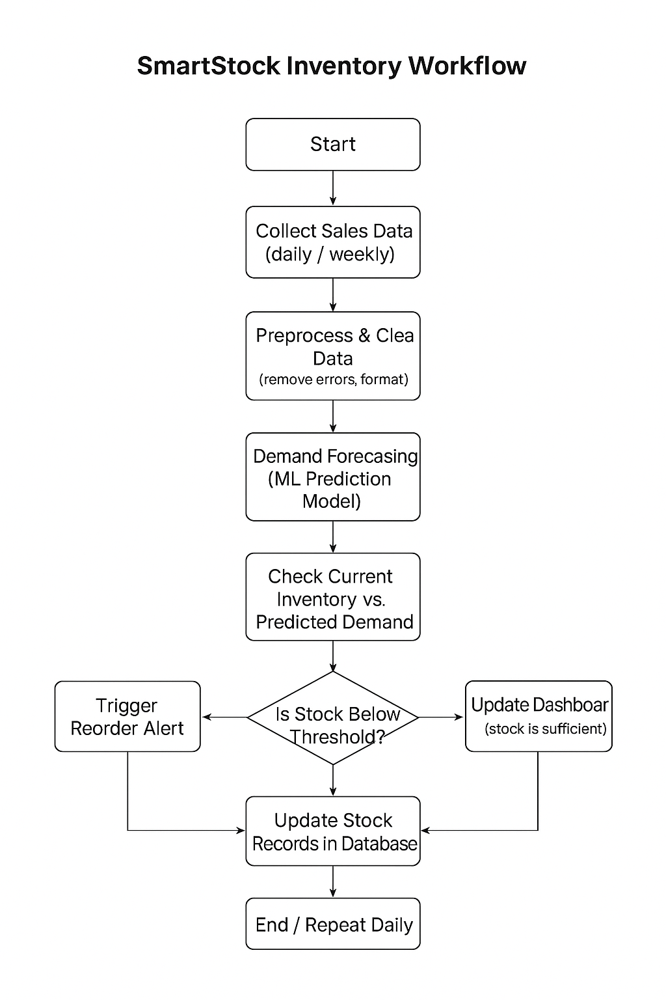 SmartStock Inventory Workflow
Start
Collect Sales Data
(daily / weekly)
Preprocess & Clea
Data
(remove errors, format)
Demand Forecasing
(ML Prediction
Model)
Check Current
Inventory vs.
Predicted Demand
Trigger
Reorder Alert
Is Stock Below
Threshold?
Update Dashboar
(stock is sufficient)
Update Stock
Records in Database
End / Repeat Daily